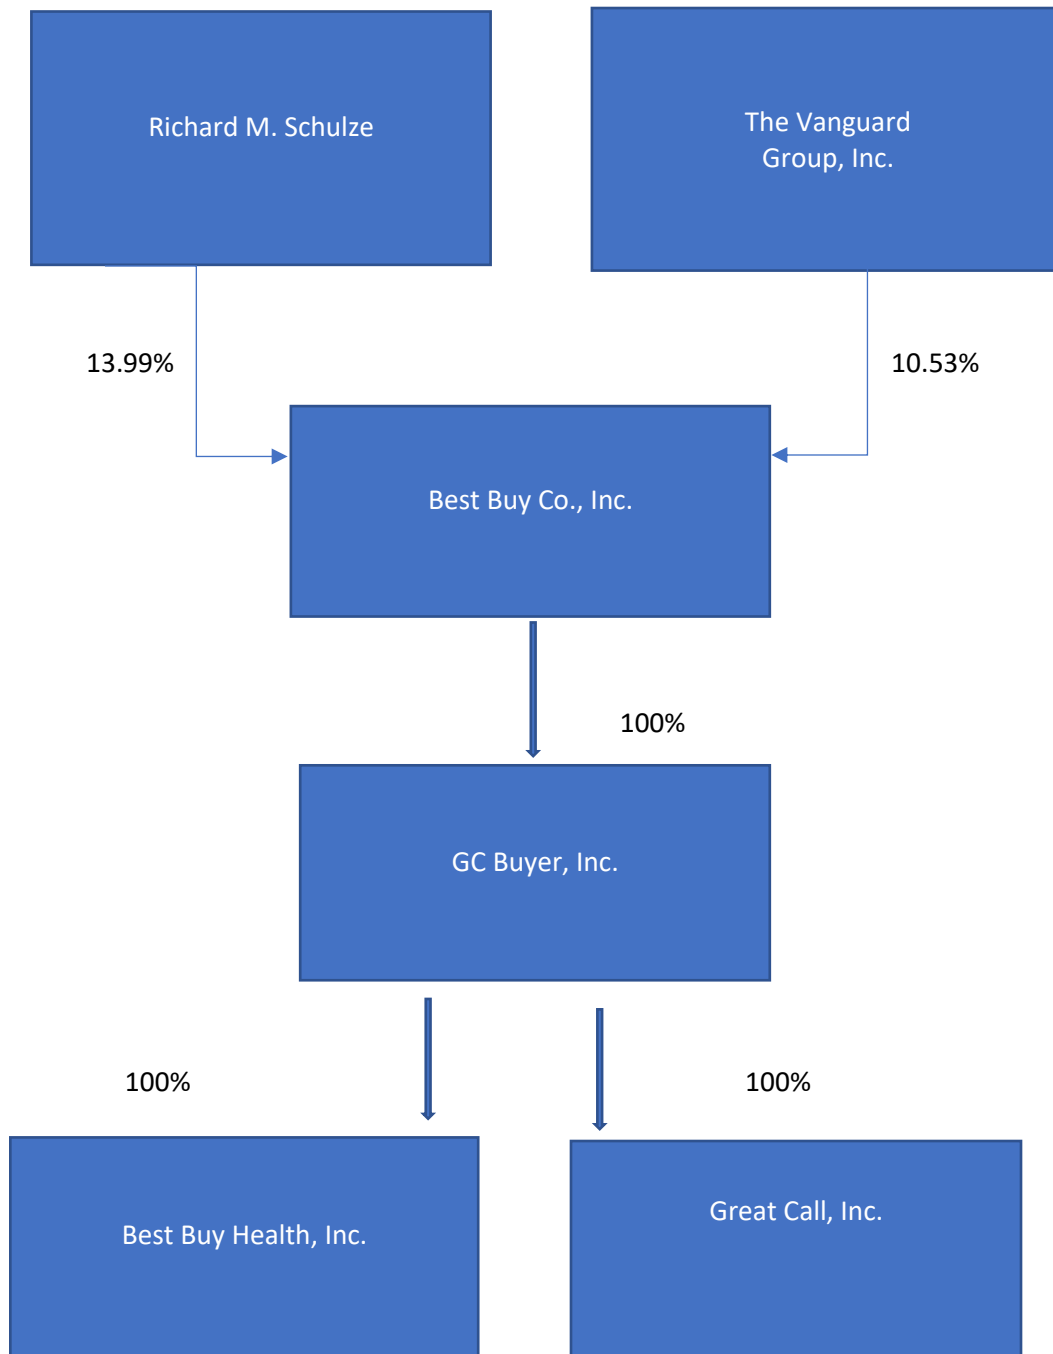 Richard M. Schulze
The Vanguard
Group, Inc.
13.99%
10.53%
Best Buy Co., Inc.
100%
GC Buyer, Inc.
100%
100%
Best Buy Health, Inc.
Great Call, Inc.